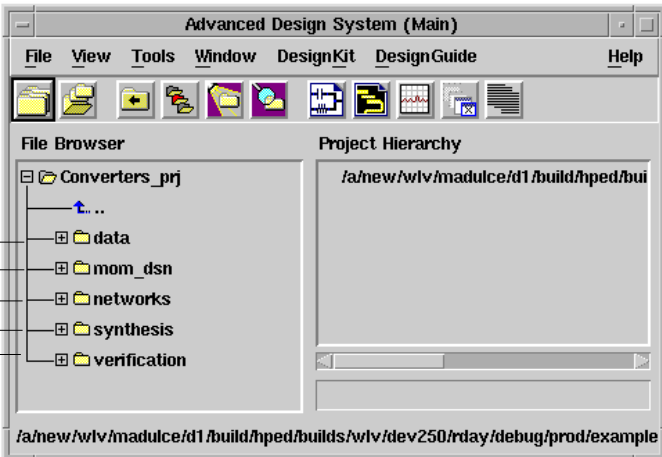 Advanced Design System (Main)
File View Tools Window DesignKit DesignGuide Help
File Browser
Project Hierarchy
Converters_prj
..
data
mom_dsn
networks
synthesis
verification
/a/new/wlv/madulce/d1/build/hped/bui
/a/new/wlv/madulce/d1/build/hped/builds/wlv/dev250/rday/debug/prod/example